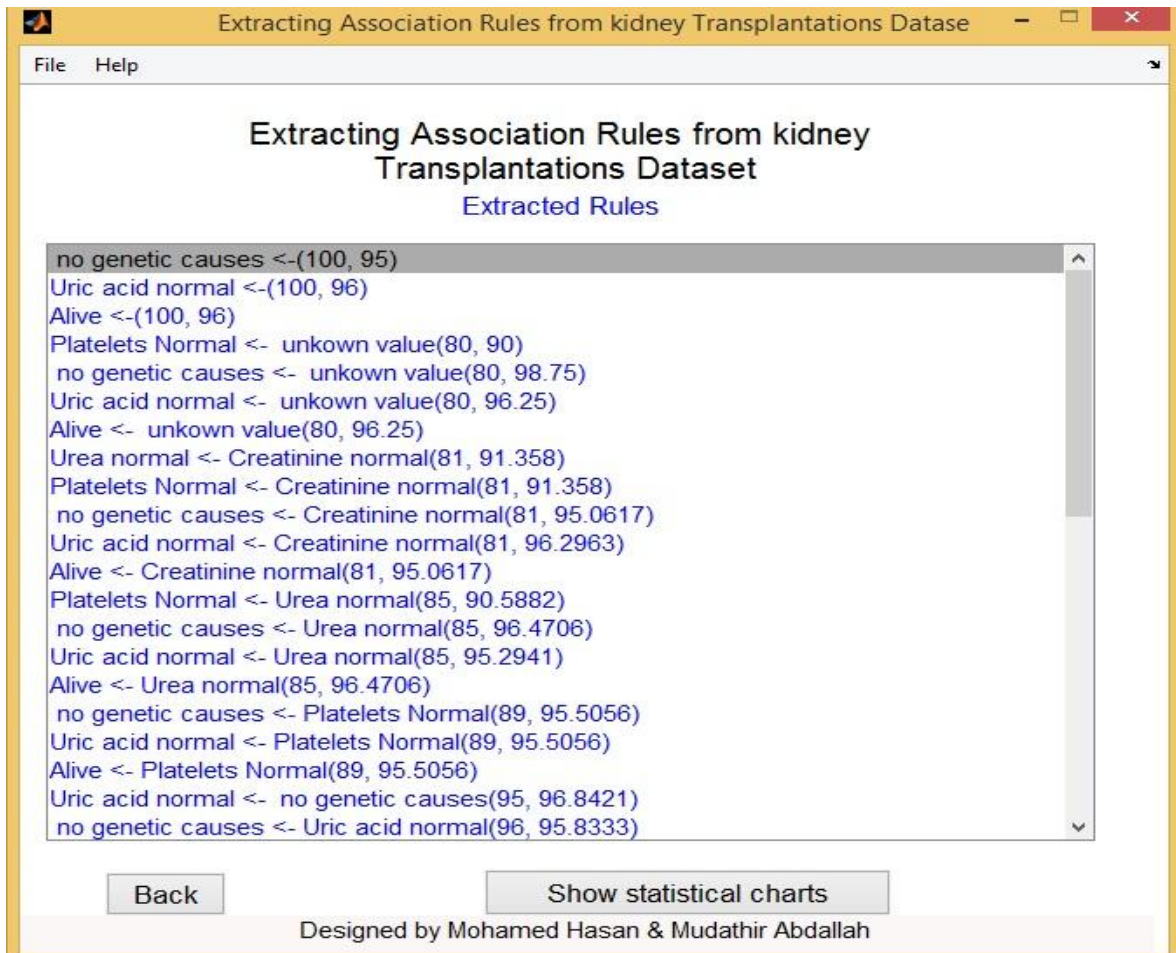 Extracting Association Rules from kidney Transplantations Datase
File Help
Extracting Association Rules from kidney
Transplantations Dataset
Extracted Rules
no genetic causes <-(100, 95)
Uric acid normal <-(100, 96)
Alive <-(100, 96)
Platelets Normal <- unkown value(80, 90)
no genetic causes <- unkown value(80, 98.75)
Uric acid normal <- unkown value(80, 96.25)
Alive <- unkown value(80, 96.25)
Urea normal <- Creatinine normal(81, 91.358)
Platelets Normal <- Creatinine normal(81, 91.358)
no genetic causes <- Creatinine normal(81, 95.0617)
Uric acid normal <- Creatinine normal(81, 96.2963)
Alive <- Creatinine normal(81, 95.0617)
Platelets Normal <- Urea normal(85, 90.5882)
no genetic causes <- Urea normal(85, 96.4706)
Uric acid normal <- Urea normal(85, 95.2941)
Alive <- Urea normal(85, 96.4706)
no genetic causes <- Platelets Normal(89, 95.5056)
Uric acid normal <- Platelets Normal(89, 95.5056)
Alive <- Platelets Normal(89, 95.5056)
Uric acid normal <- no genetic causes(95, 96.8421)
no genetic causes <- Uric acid normal(96, 95.8333)
Back Show statistical charts
Designed by Mohamed Hasan & Mudathir Abdallah